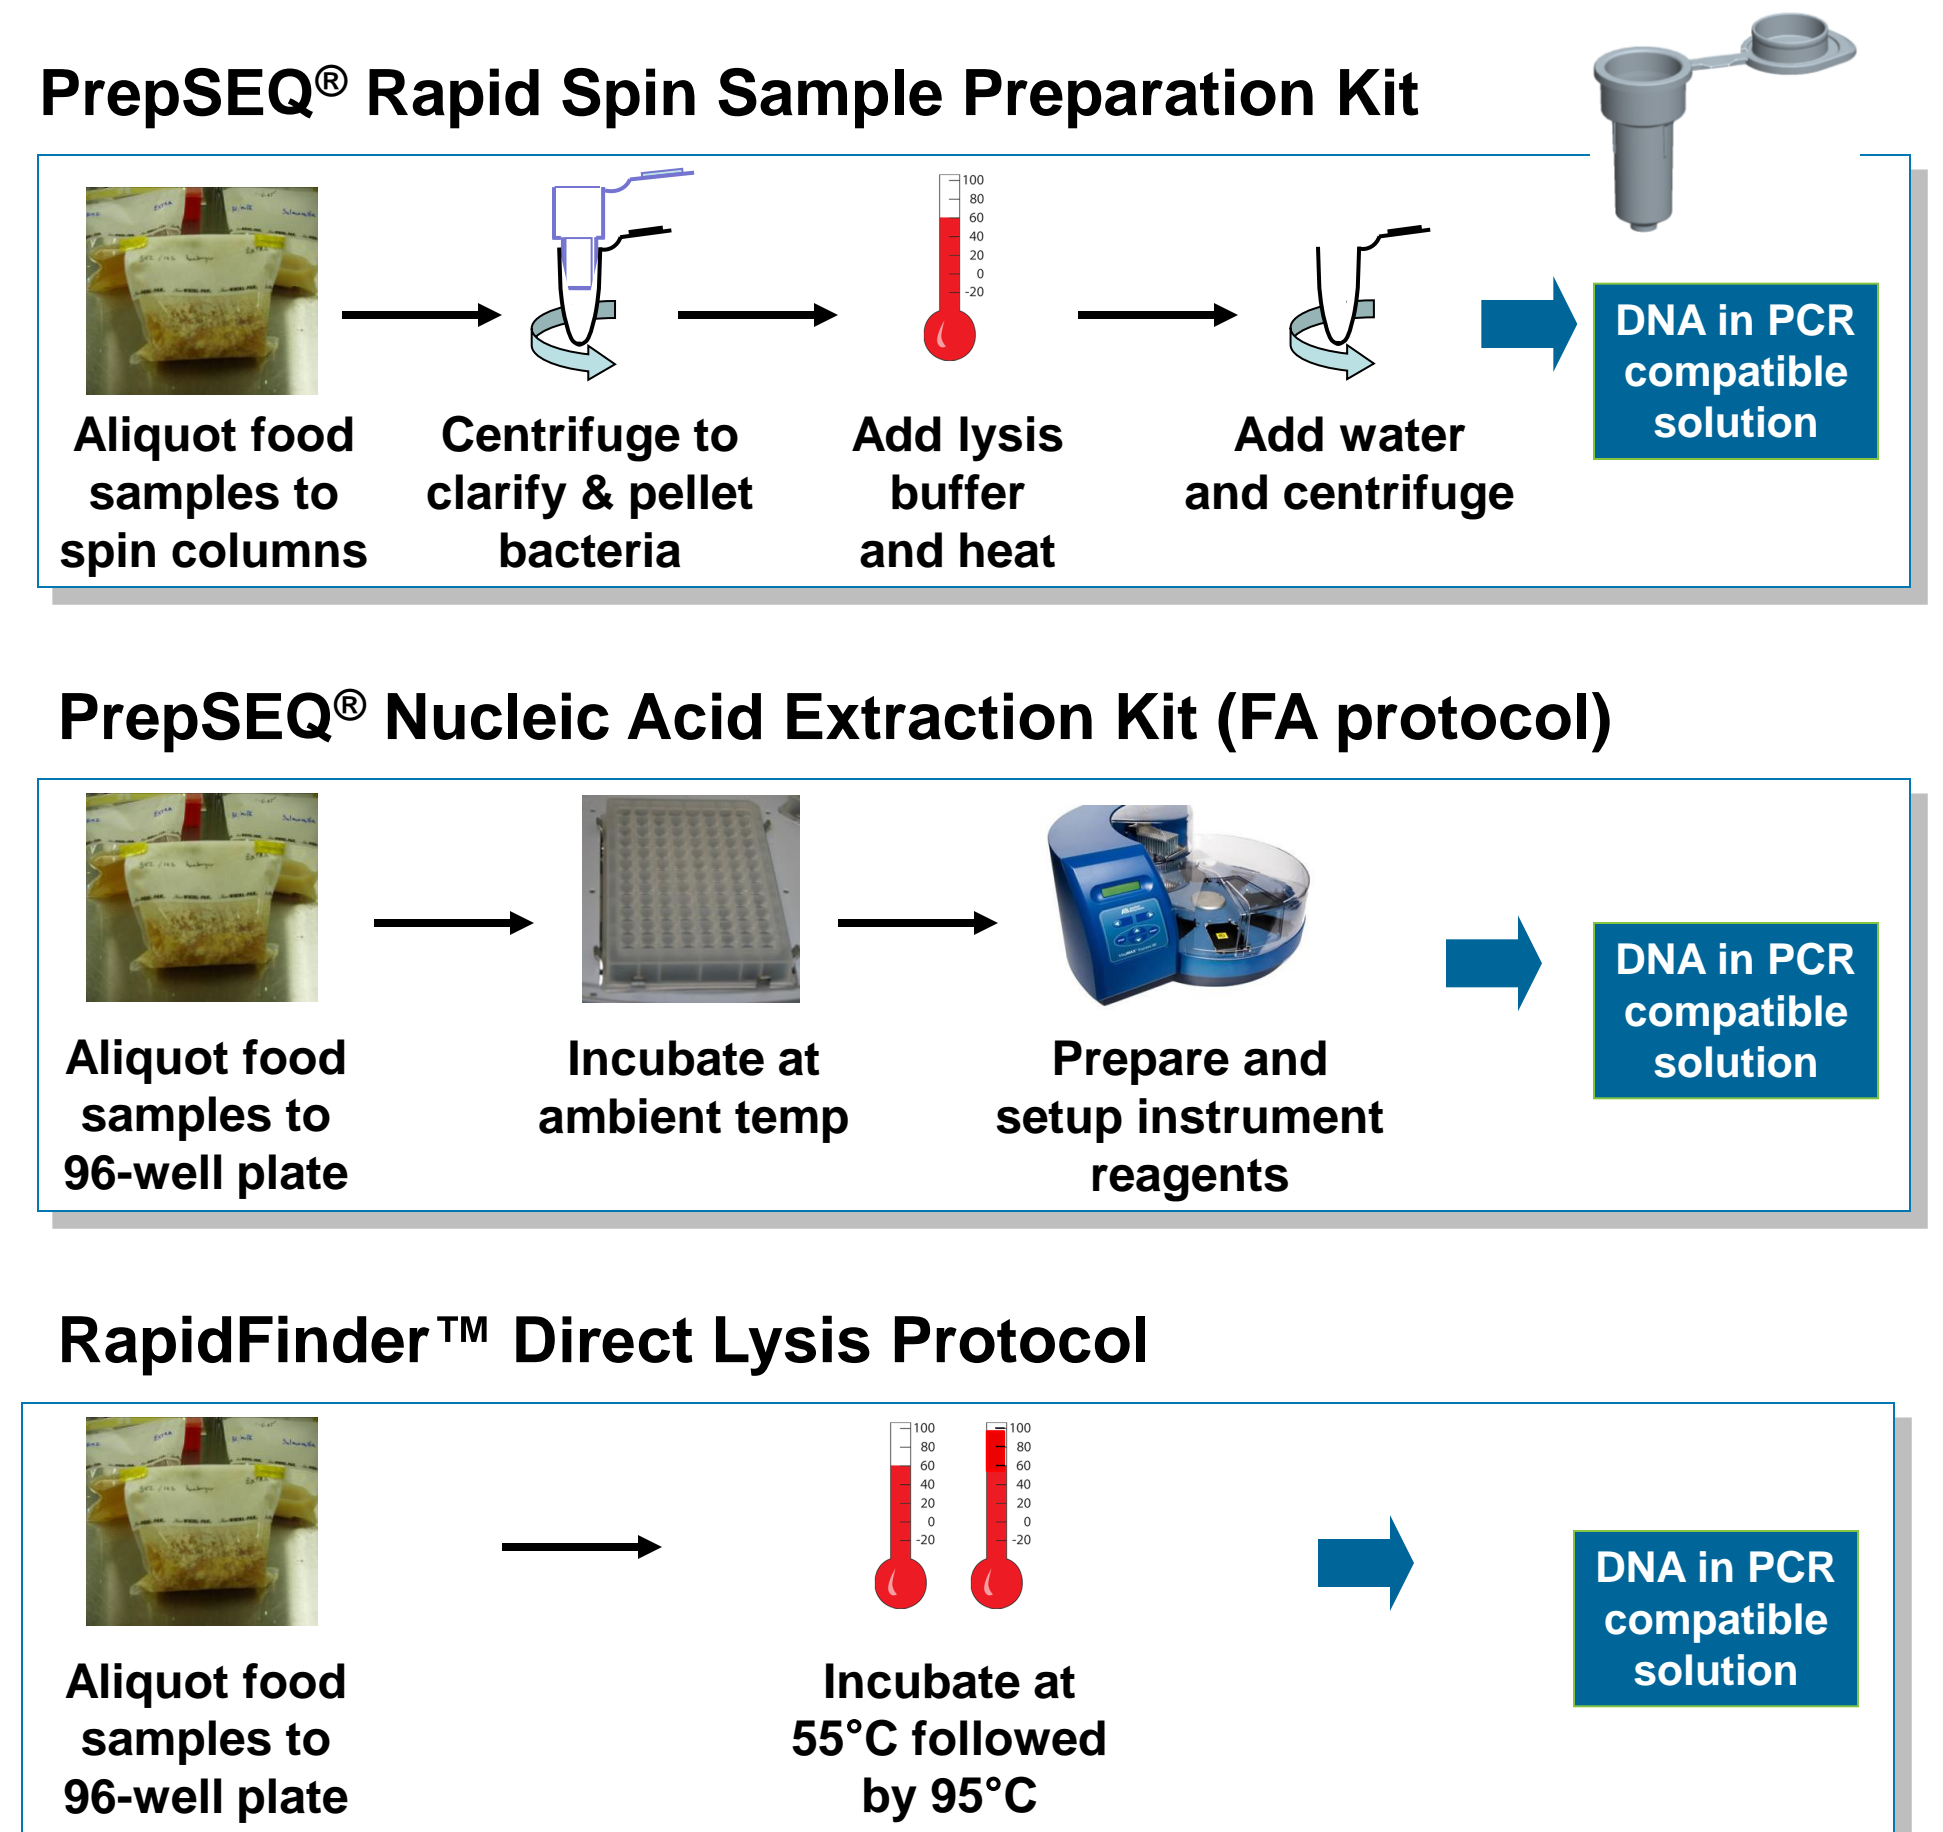 PrepSEQ® Rapid Spin Sample Preparation Kit
100
80
60
40
20
0
-20
Aliquot food
samples to
spin columns
Centrifuge to
clarify & pellet
bacteria
Add lysis
buffer
and heat
Add water
and centrifuge
DNA in PCR
compatible
solution
PrepSEQ® Nucleic Acid Extraction Kit (FA protocol)
Aliquot food
samples to
96-well plate
Incubate at
ambient temp
Prepare and
setup instrument
reagents
DNA in PCR
compatible
solution
RapidFinder™ Direct Lysis Protocol
100
80
60
40
20
0
-20
100
80
60
40
20
0
-20
Aliquot food
samples to
96-well plate
Incubate at
55°C followed
by 95°C
DNA in PCR
compatible
solution